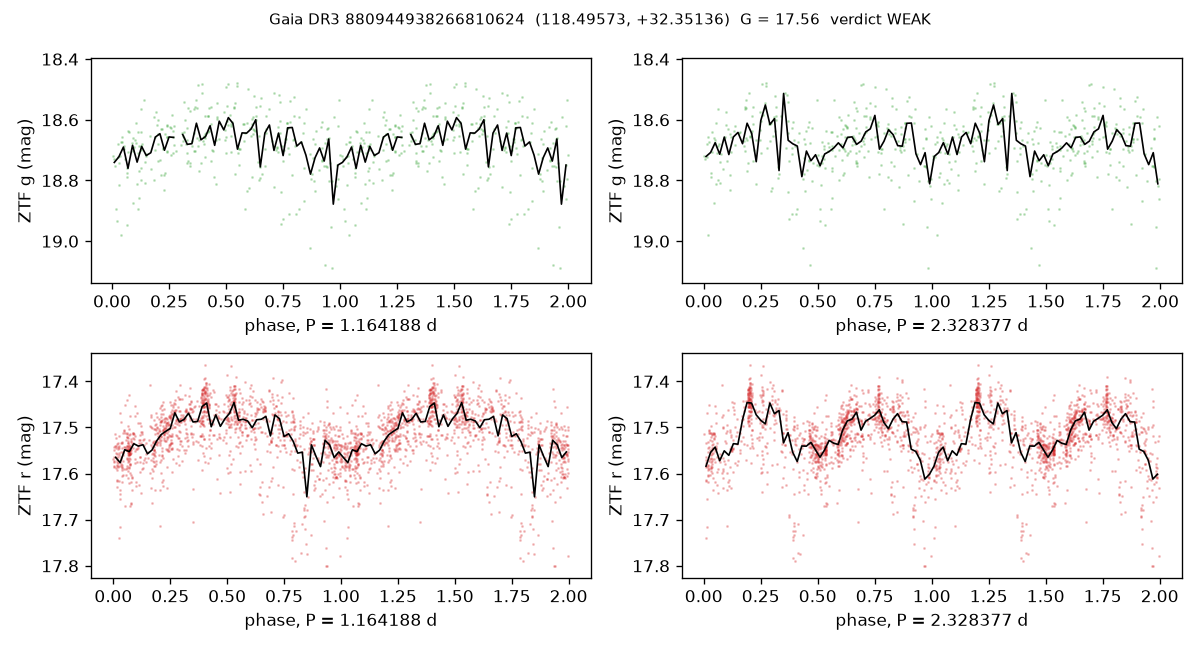 Gaia DR3 880944938266810624  (118.49573, +32.35136)  G = 17.56  verdict WEAK
18.4
18.6
18.8
19.0
ZTF g (mag)
0.00 0.25 0.50 0.75 1.00 1.25 1.50 1.75 2.00
phase, P = 1.164188 d
18.4
18.6
18.8
19.0
ZTF g (mag)
0.00 0.25 0.50 0.75 1.00 1.25 1.50 1.75 2.00
phase, P = 2.328377 d
17.4
17.5
17.6
17.7
17.8
ZTF r (mag)
0.00 0.25 0.50 0.75 1.00 1.25 1.50 1.75 2.00
phase, P = 1.164188 d
17.4
17.5
17.6
17.7
17.8
ZTF r (mag)
0.00 0.25 0.50 0.75 1.00 1.25 1.50 1.75 2.00
phase, P = 2.328377 d